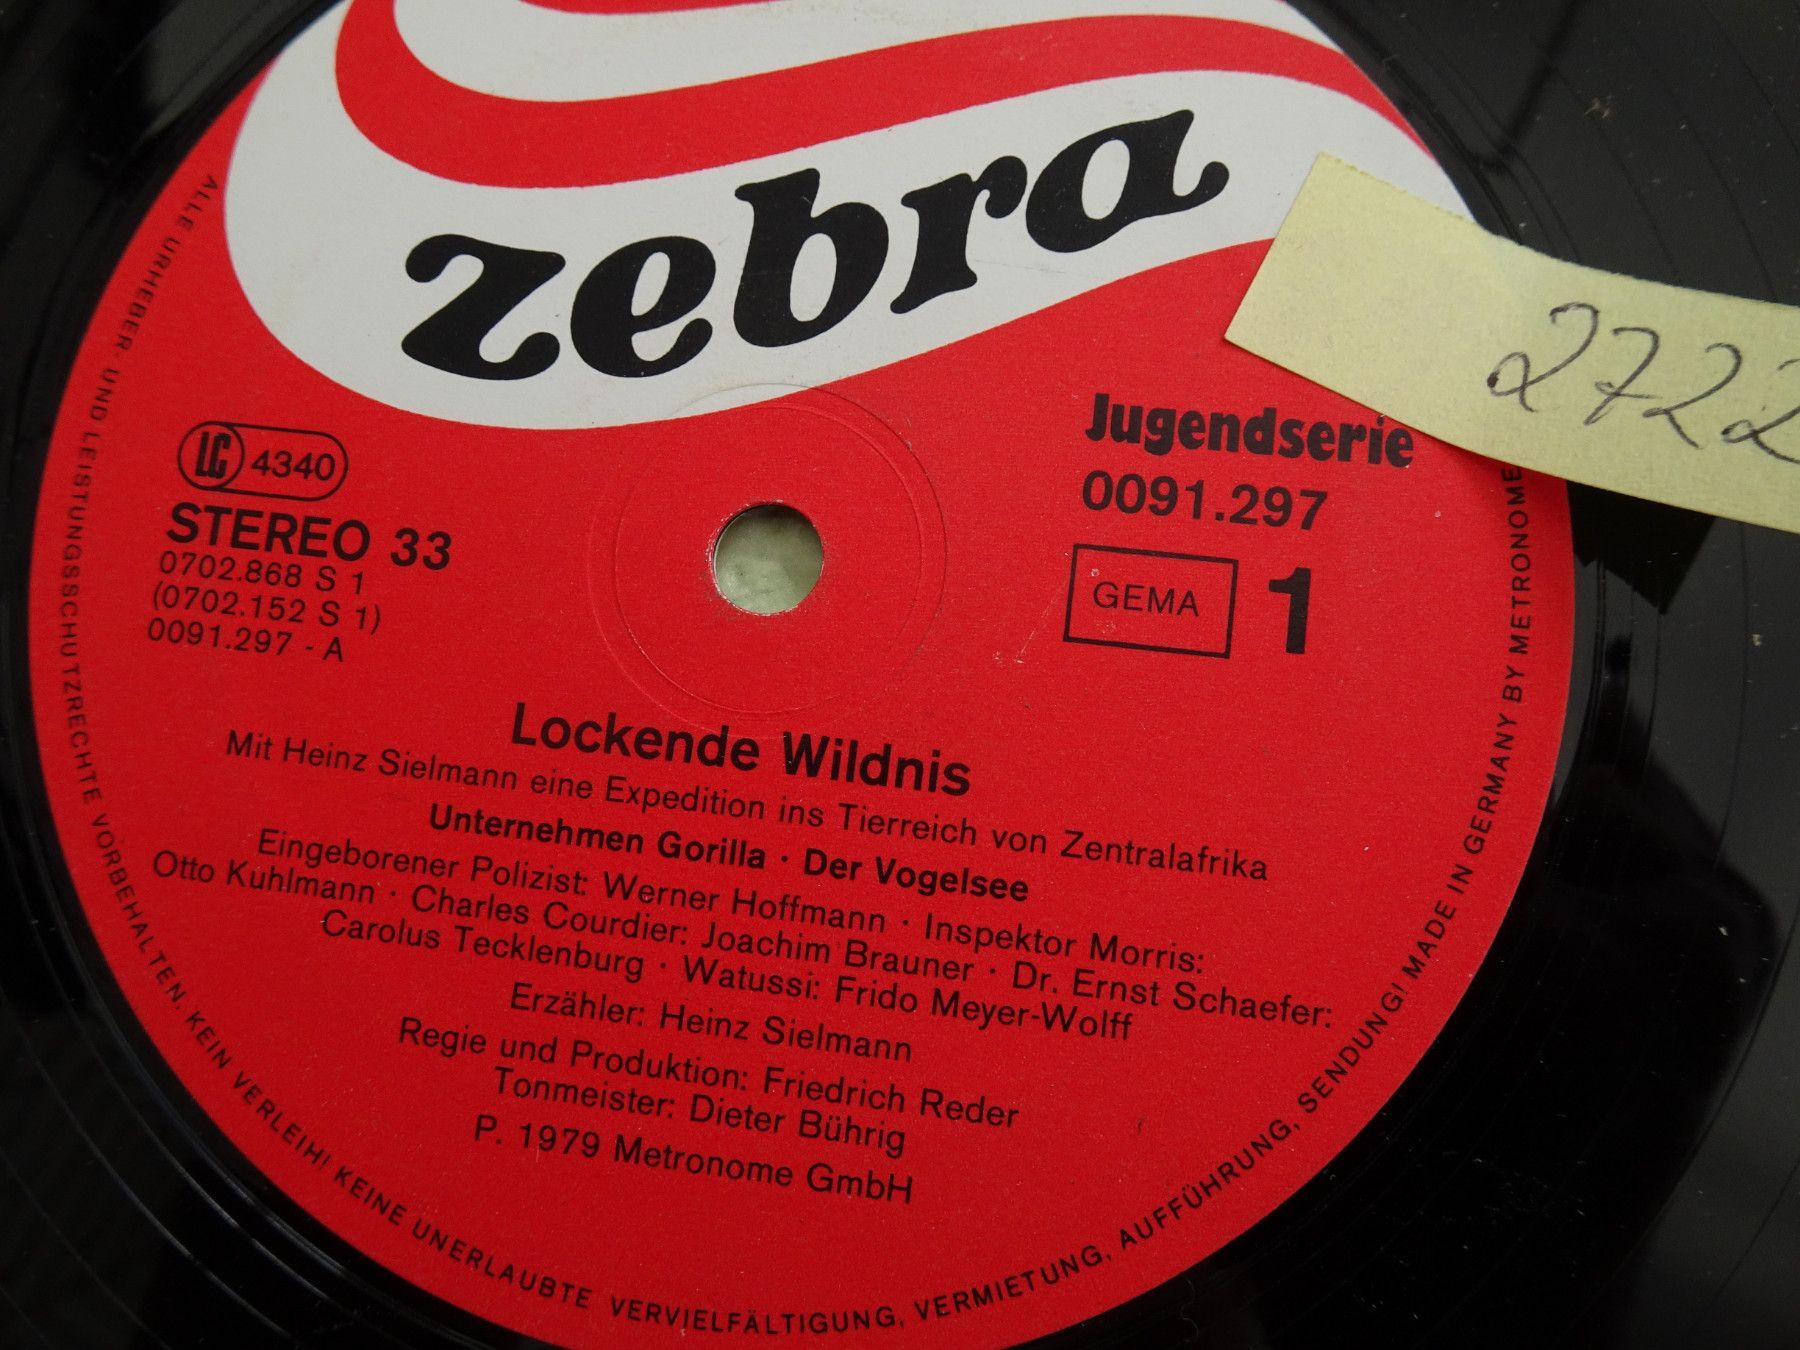 zebra
2722
Jugendserie
0091.297
LC 4340
STEREO 33
0702.868 S 1
(0702.152 S 1)
0091.297 - A
GEMA
1
Lockende Wildnis
Mit Heinz Sielmann eine Expedition ins Tierreich von Zentralafrika
Unternehmen Gorilla · Der Vogelsee
Eingeborener Polizist: Werner Hoffmann · Inspektor Morris:
Otto Kuhlmann · Charles Courdier: Joachim Brauner · Dr. Ernst Schaefer:
Carolus Tecklenburg · Watussi: Frido Meyer-Wolff
Erzähler: Heinz Sielmann
Regie und Produktion: Friedrich Reder
Tonmeister: Dieter Bührig
P. 1979 Metronome GmbH
ALLE URHEBER- UND LEISTUNGSSCHUTZRECHTE VORBEHALTEN. KEIN VERLEIH! KEINE UNERLAUBTE VERVIELFÄLTIGUNG, VERMIETUNG, AUFFÜHRUNG, SENDUNG! MADE IN GERMANY BY METRONOME